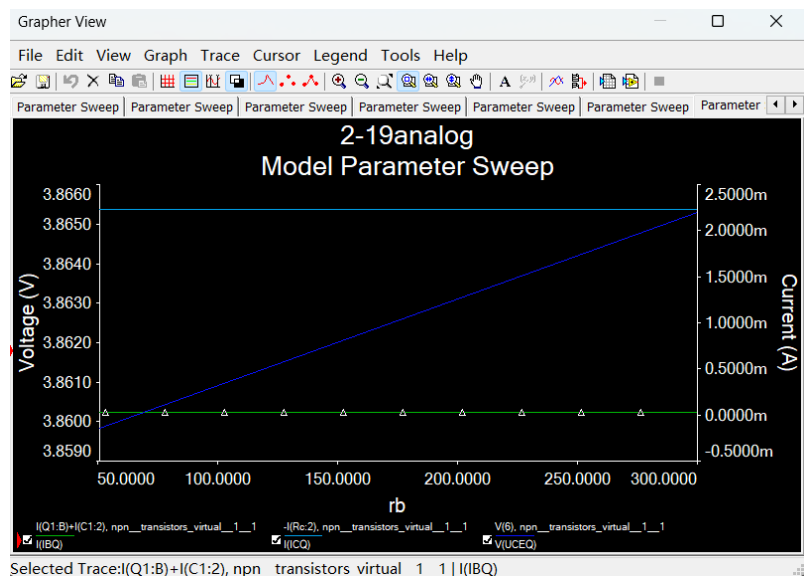 Grapher View
File Edit View Graph Trace Cursor Legend Tools Help
A
Parameter Sweep Parameter Sweep Parameter Sweep Parameter Sweep Parameter Sweep Parameter Sweep Parameter
2-19analog
Model Parameter Sweep
3.8660
3.8650
3.8640
3.8630
3.8620
3.8610
3.8600
3.8590
Voltage (V)
2.5000m
2.0000m
1.5000m
1.0000m
0.5000m
0.0000m
-0.5000m
Current (A)
50.0000 100.0000 150.0000 200.0000 250.0000 300.0000
rb
I(Q1:B)+I(C1:2), npn__transistors_virtual__1__1 -I(Rc:2), npn__transistors_virtual__1__1 V(6), npn__transistors_virtual__1__1
I(IBQ) I(ICQ) V(UCEQ)
Selected Trace:I(Q1:B)+I(C1:2), npn__transistors_virtual__1__1 | I(IBQ)